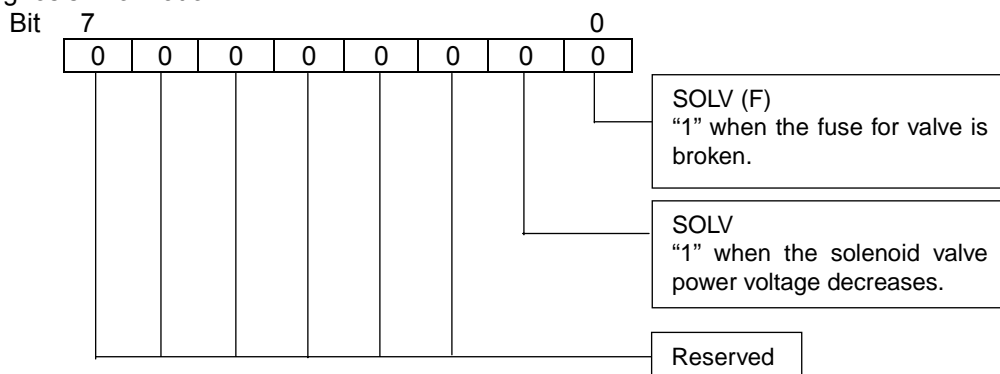 Bit 7 0
0 0 0 0 0 0 0 0
SOLV (F)
“1” when the fuse for valve is
broken.
SOLV
“1” when the solenoid valve
power voltage decreases.
Reserved